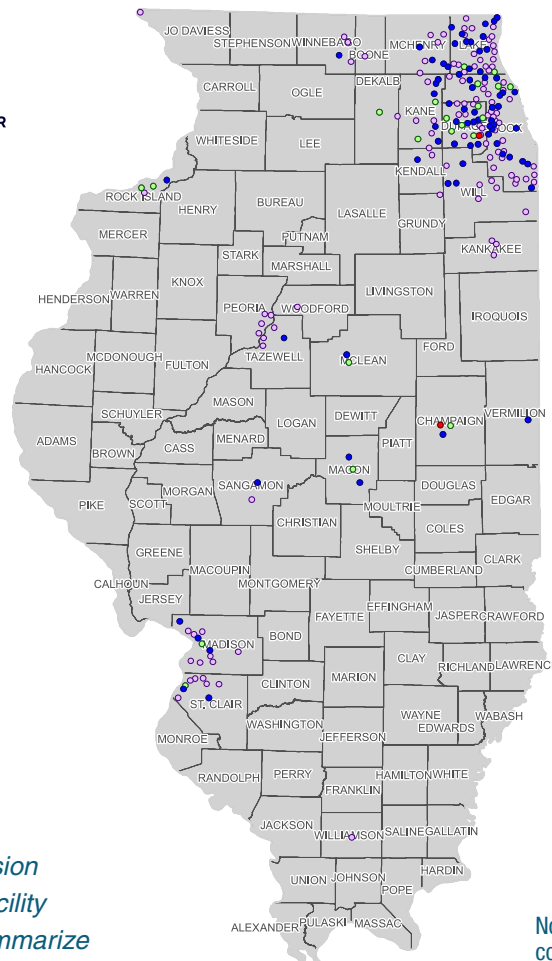 JO DAVIESS
STEPHENSON
WINNEBAGO
BOONE
MCHENRY
LAKE
CARROLL
OGLE
DEKALB
KANE
DUPAGE
COOK
R
WHITESIDE
LEE
KENDALL
WILL
ROCK ISLAND
HENRY
BUREAU
LASALLE
GRUNDY
MERCER
PUTNAM
KANKAKEE
STARK
MARSHALL
KNOX
LIVINGSTON
HENDERSON
WARREN
PEORIA
WOODFORD
IROQUOIS
FORD
MCDONOUGH
FULTON
TAZEWELL
MCLEAN
HANCOCK
MASON
SCHUYLER
LOGAN
DEWITT
CHAMPAIGN
VERMILION
ADAMS
BROWN
CASS
MENARD
PIATT
MACON
MORGAN
SANGAMON
DOUGLAS
EDGAR
PIKE
SCOTT
MOULTRIE
CHRISTIAN
COLES
SHELBY
GREENE
CLARK
MACOUPIN
CUMBERLAND
CALHOUN
MONTGOMERY
JERSEY
EFFINGHAM
FAYETTE
JASPER
CRAWFORD
MADISON
BOND
CLAY
RICHLAND
LAWRENC
CLINTON
MARION
ST. CLAIR
WAYNE
WABASH
WASHINGTON
EDWARDS
MONROE
JEFFERSON
RANDOLPH
PERRY
HAMILTON
WHITE
FRANKLIN
JACKSON
WILLIAMSON
SALINE
GALLATIN
sion
UNION
JOHNSON
HARDIN
POPE
cility
ALEXANDER
PULASKI
MASSAC
No
mmarize
co